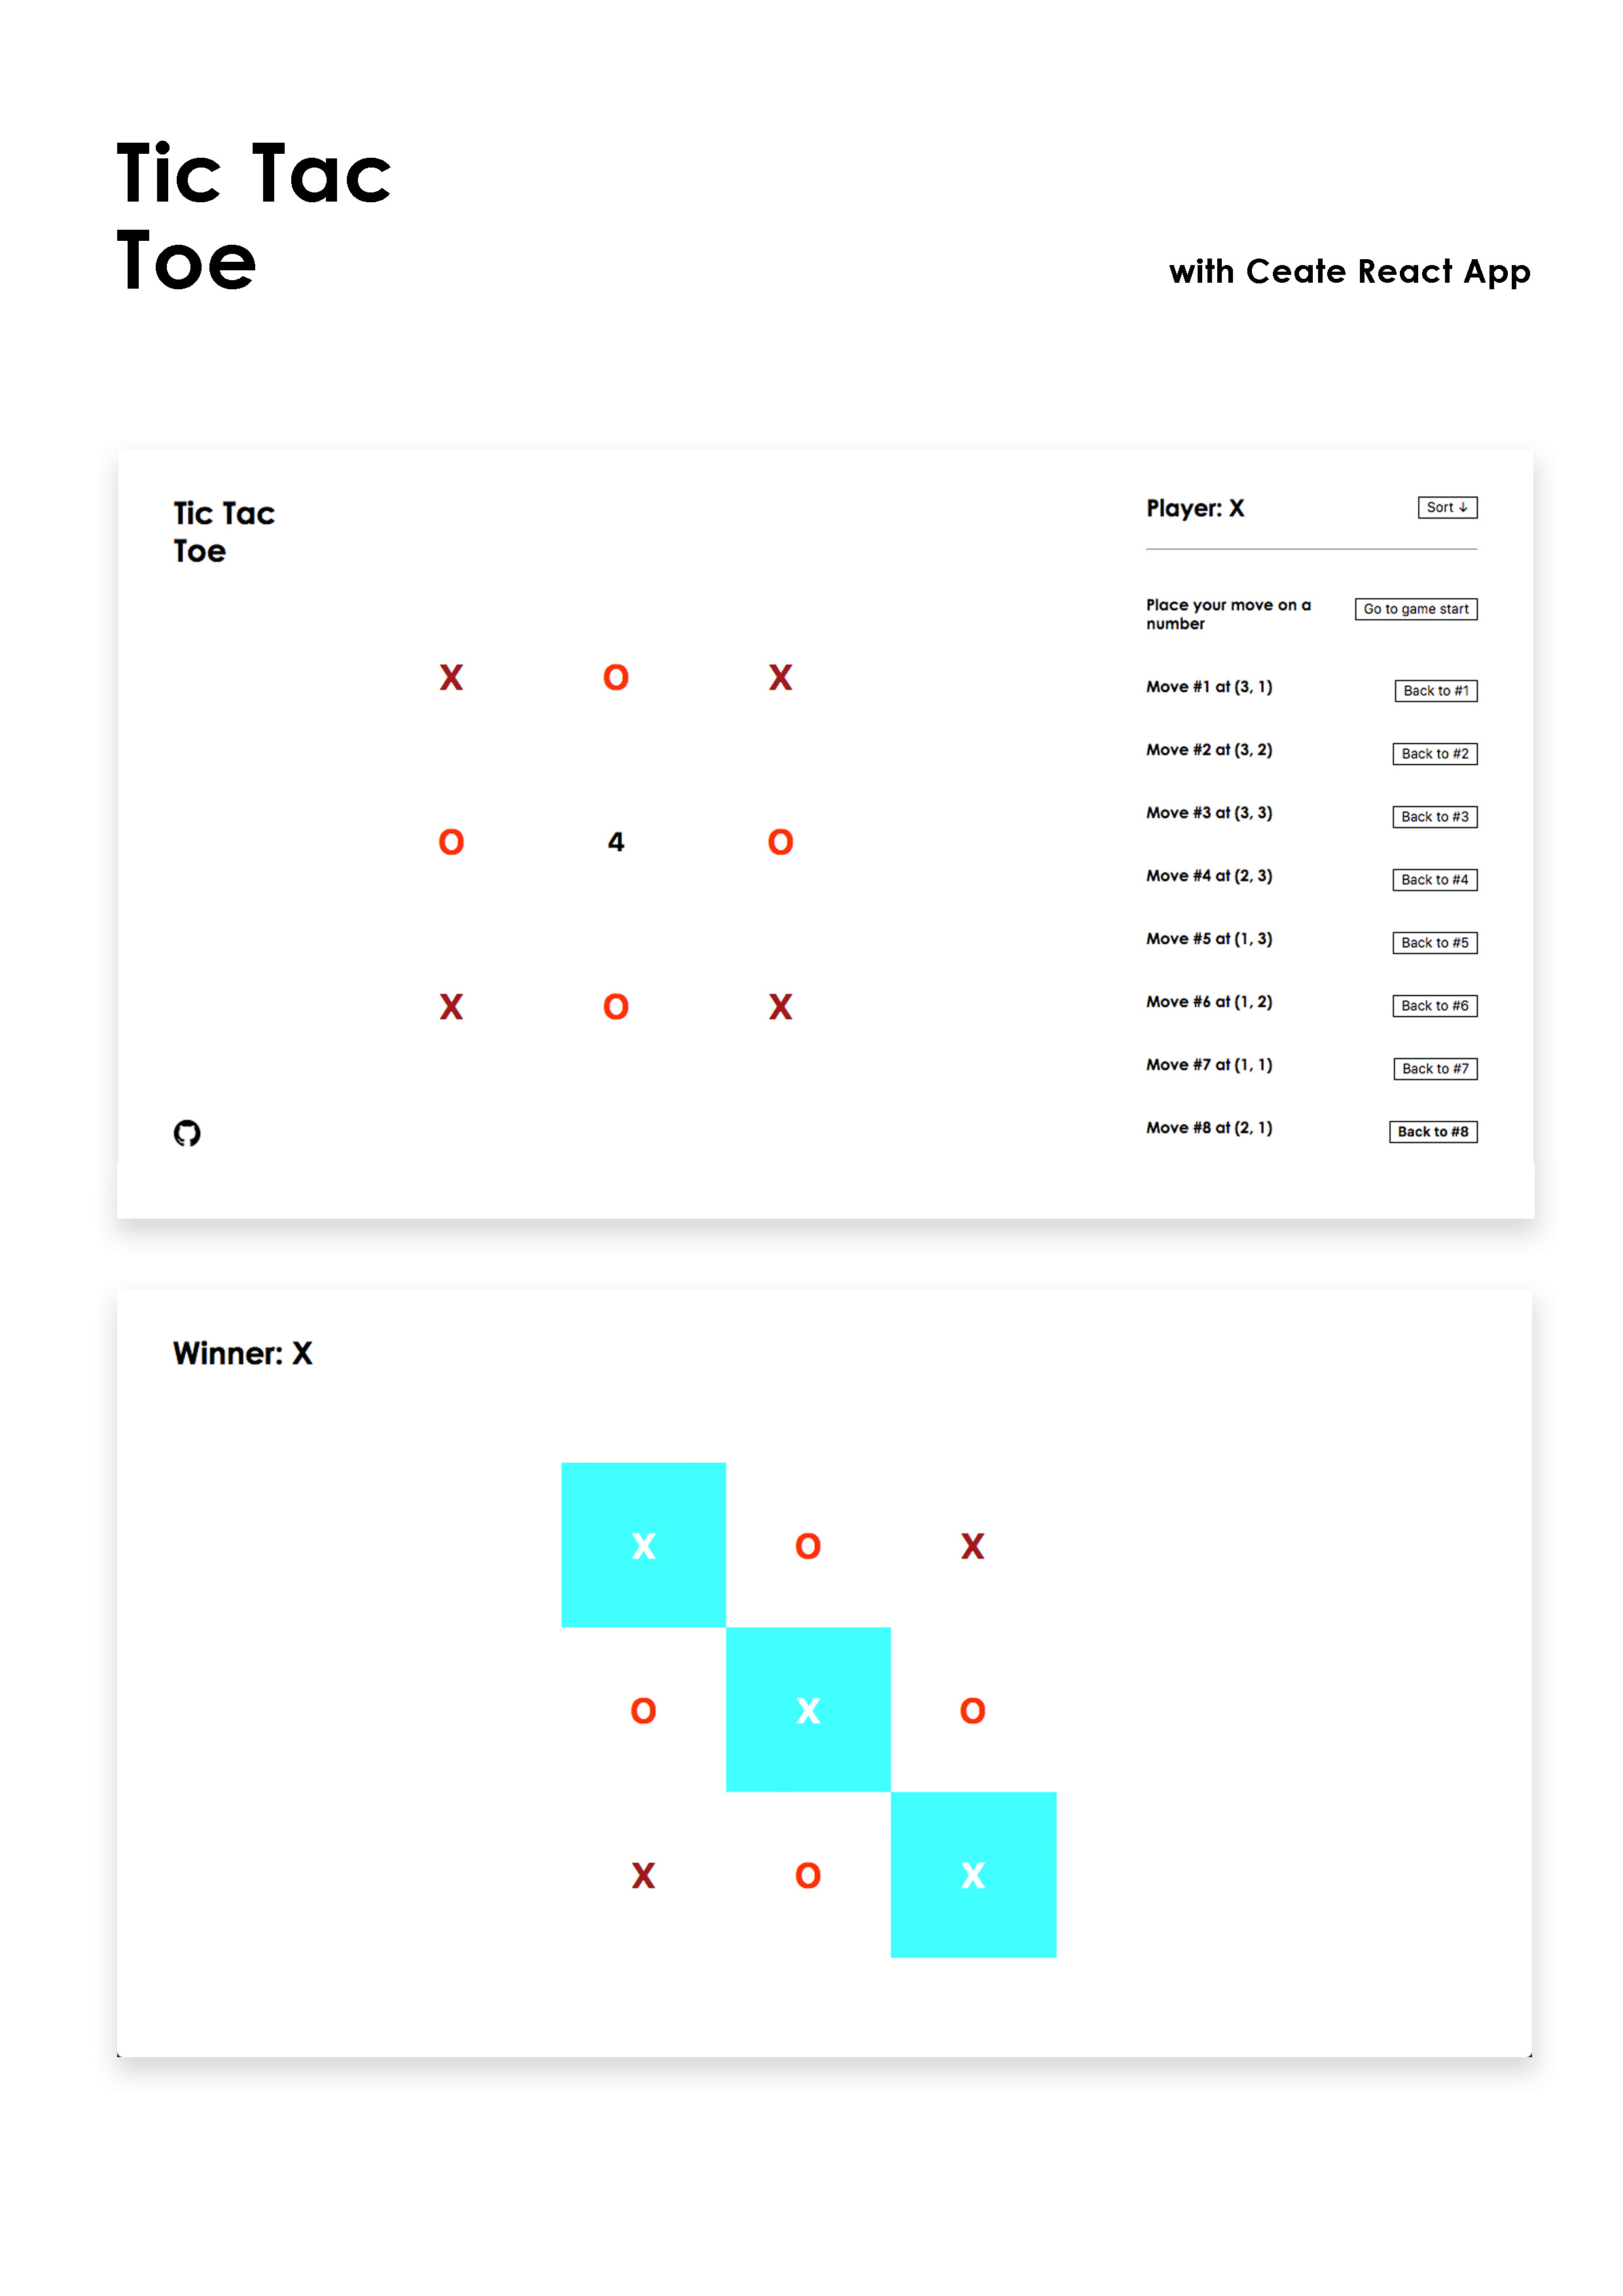 Tic Tac
Toe
with Ceate React App
Tic Tac
Toe
Player: X
Sort ↓
Place your move on a
number
Go to game start
X O X
O 4 O
X O X
Move #1 at (3, 1)
Back to #1
Move #2 at (3, 2)
Back to #2
Move #3 at (3, 3)
Back to #3
Move #4 at (2, 3)
Back to #4
Move #5 at (1, 3)
Back to #5
Move #6 at (1, 2)
Back to #6
Move #7 at (1, 1)
Back to #7
Move #8 at (2, 1)
Back to #8
Winner: X
X O X
O X O
X O X